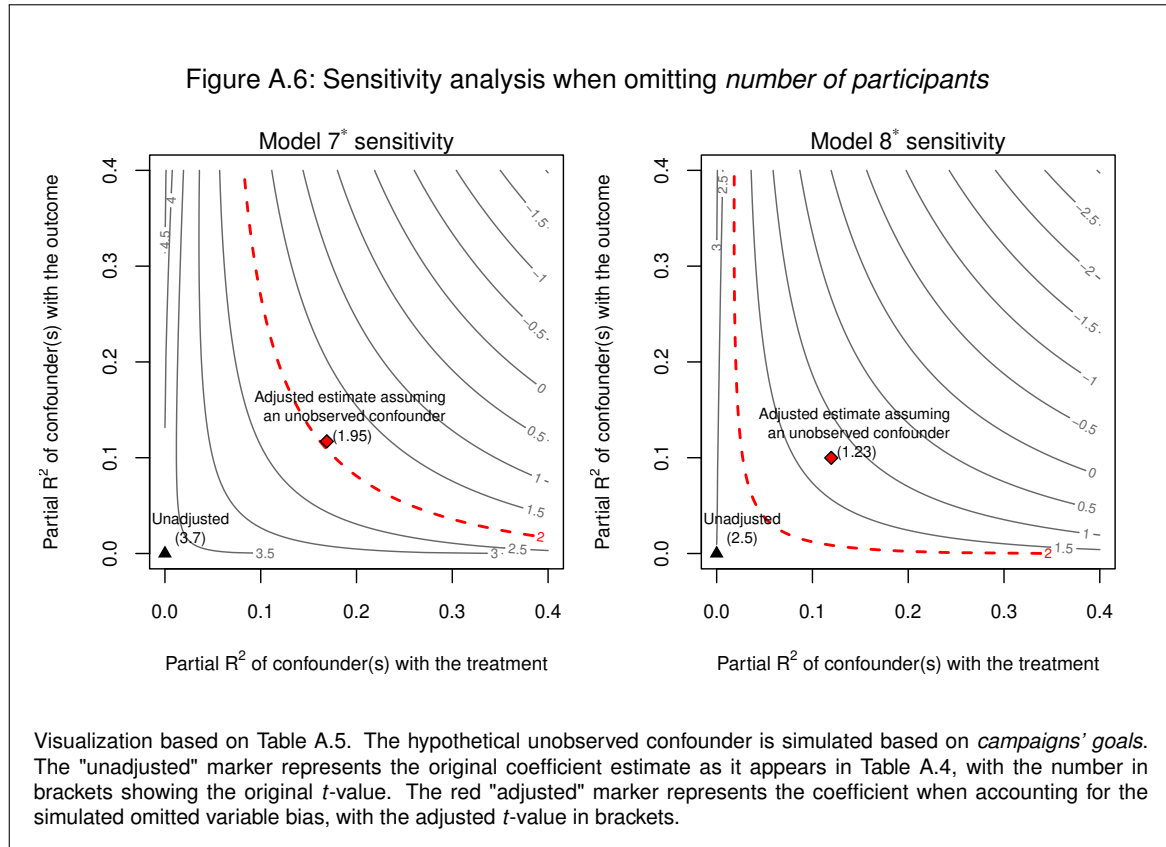 Figure A.6: Sensitivity analysis when omitting number of participants
Model 7* sensitivity
Partial R² of confounder(s) with the outcome
0.4
0.3
0.2
0.1
0.0
4
4.5
-1.5
-1
-0.5
0
0.5
1
1.5
2
2.5
3
3.5
Adjusted estimate assuming
an unobserved confounder
(1.95)
Unadjusted
(3.7)
0.0 0.1 0.2 0.3 0.4
Partial R² of confounder(s) with the treatment
Model 8* sensitivity
Partial R² of confounder(s) with the outcome
0.4
0.3
0.2
0.1
0.0
2.5
3
-2.5
-2
-1.5
-1
-0.5
0
0.5
1
1.5
2
Adjusted estimate assuming
an unobserved confounder
(1.23)
Unadjusted
(2.5)
0.0 0.1 0.2 0.3 0.4
Partial R² of confounder(s) with the treatment
Visualization based on Table A.5. The hypothetical unobserved confounder is simulated based on campaigns' goals.
The "unadjusted" marker represents the original coefficient estimate as it appears in Table A.4, with the number in
brackets showing the original t-value. The red "adjusted" marker represents the coefficient when accounting for the
simulated omitted variable bias, with the adjusted t-value in brackets.